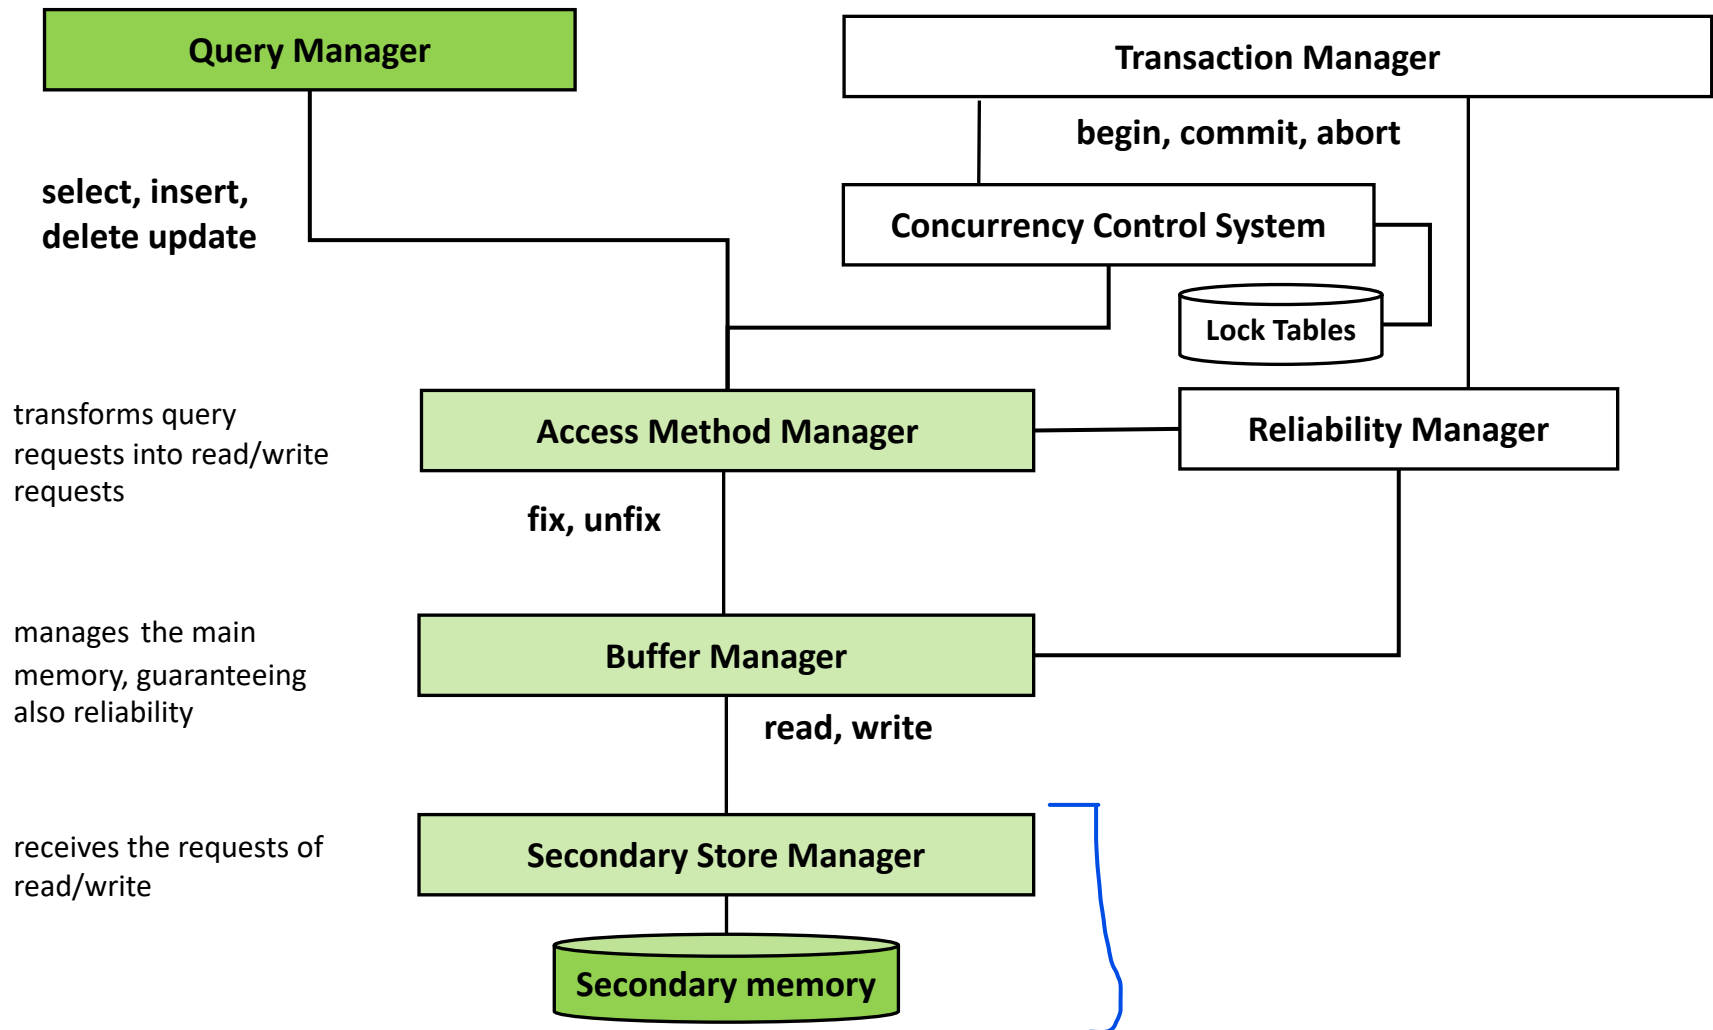 Query Manager
Transaction Manager
begin, commit, abort
select, insert,
delete update
Concurrency Control System
Lock Tables
transforms query
requests into read/write
requests
Access Method Manager
Reliability Manager
fix, unfix
manages the main
memory, guaranteeing
also reliability
Buffer Manager
read, write
receives the requests of
read/write
Secondary Store Manager
Secondary memory